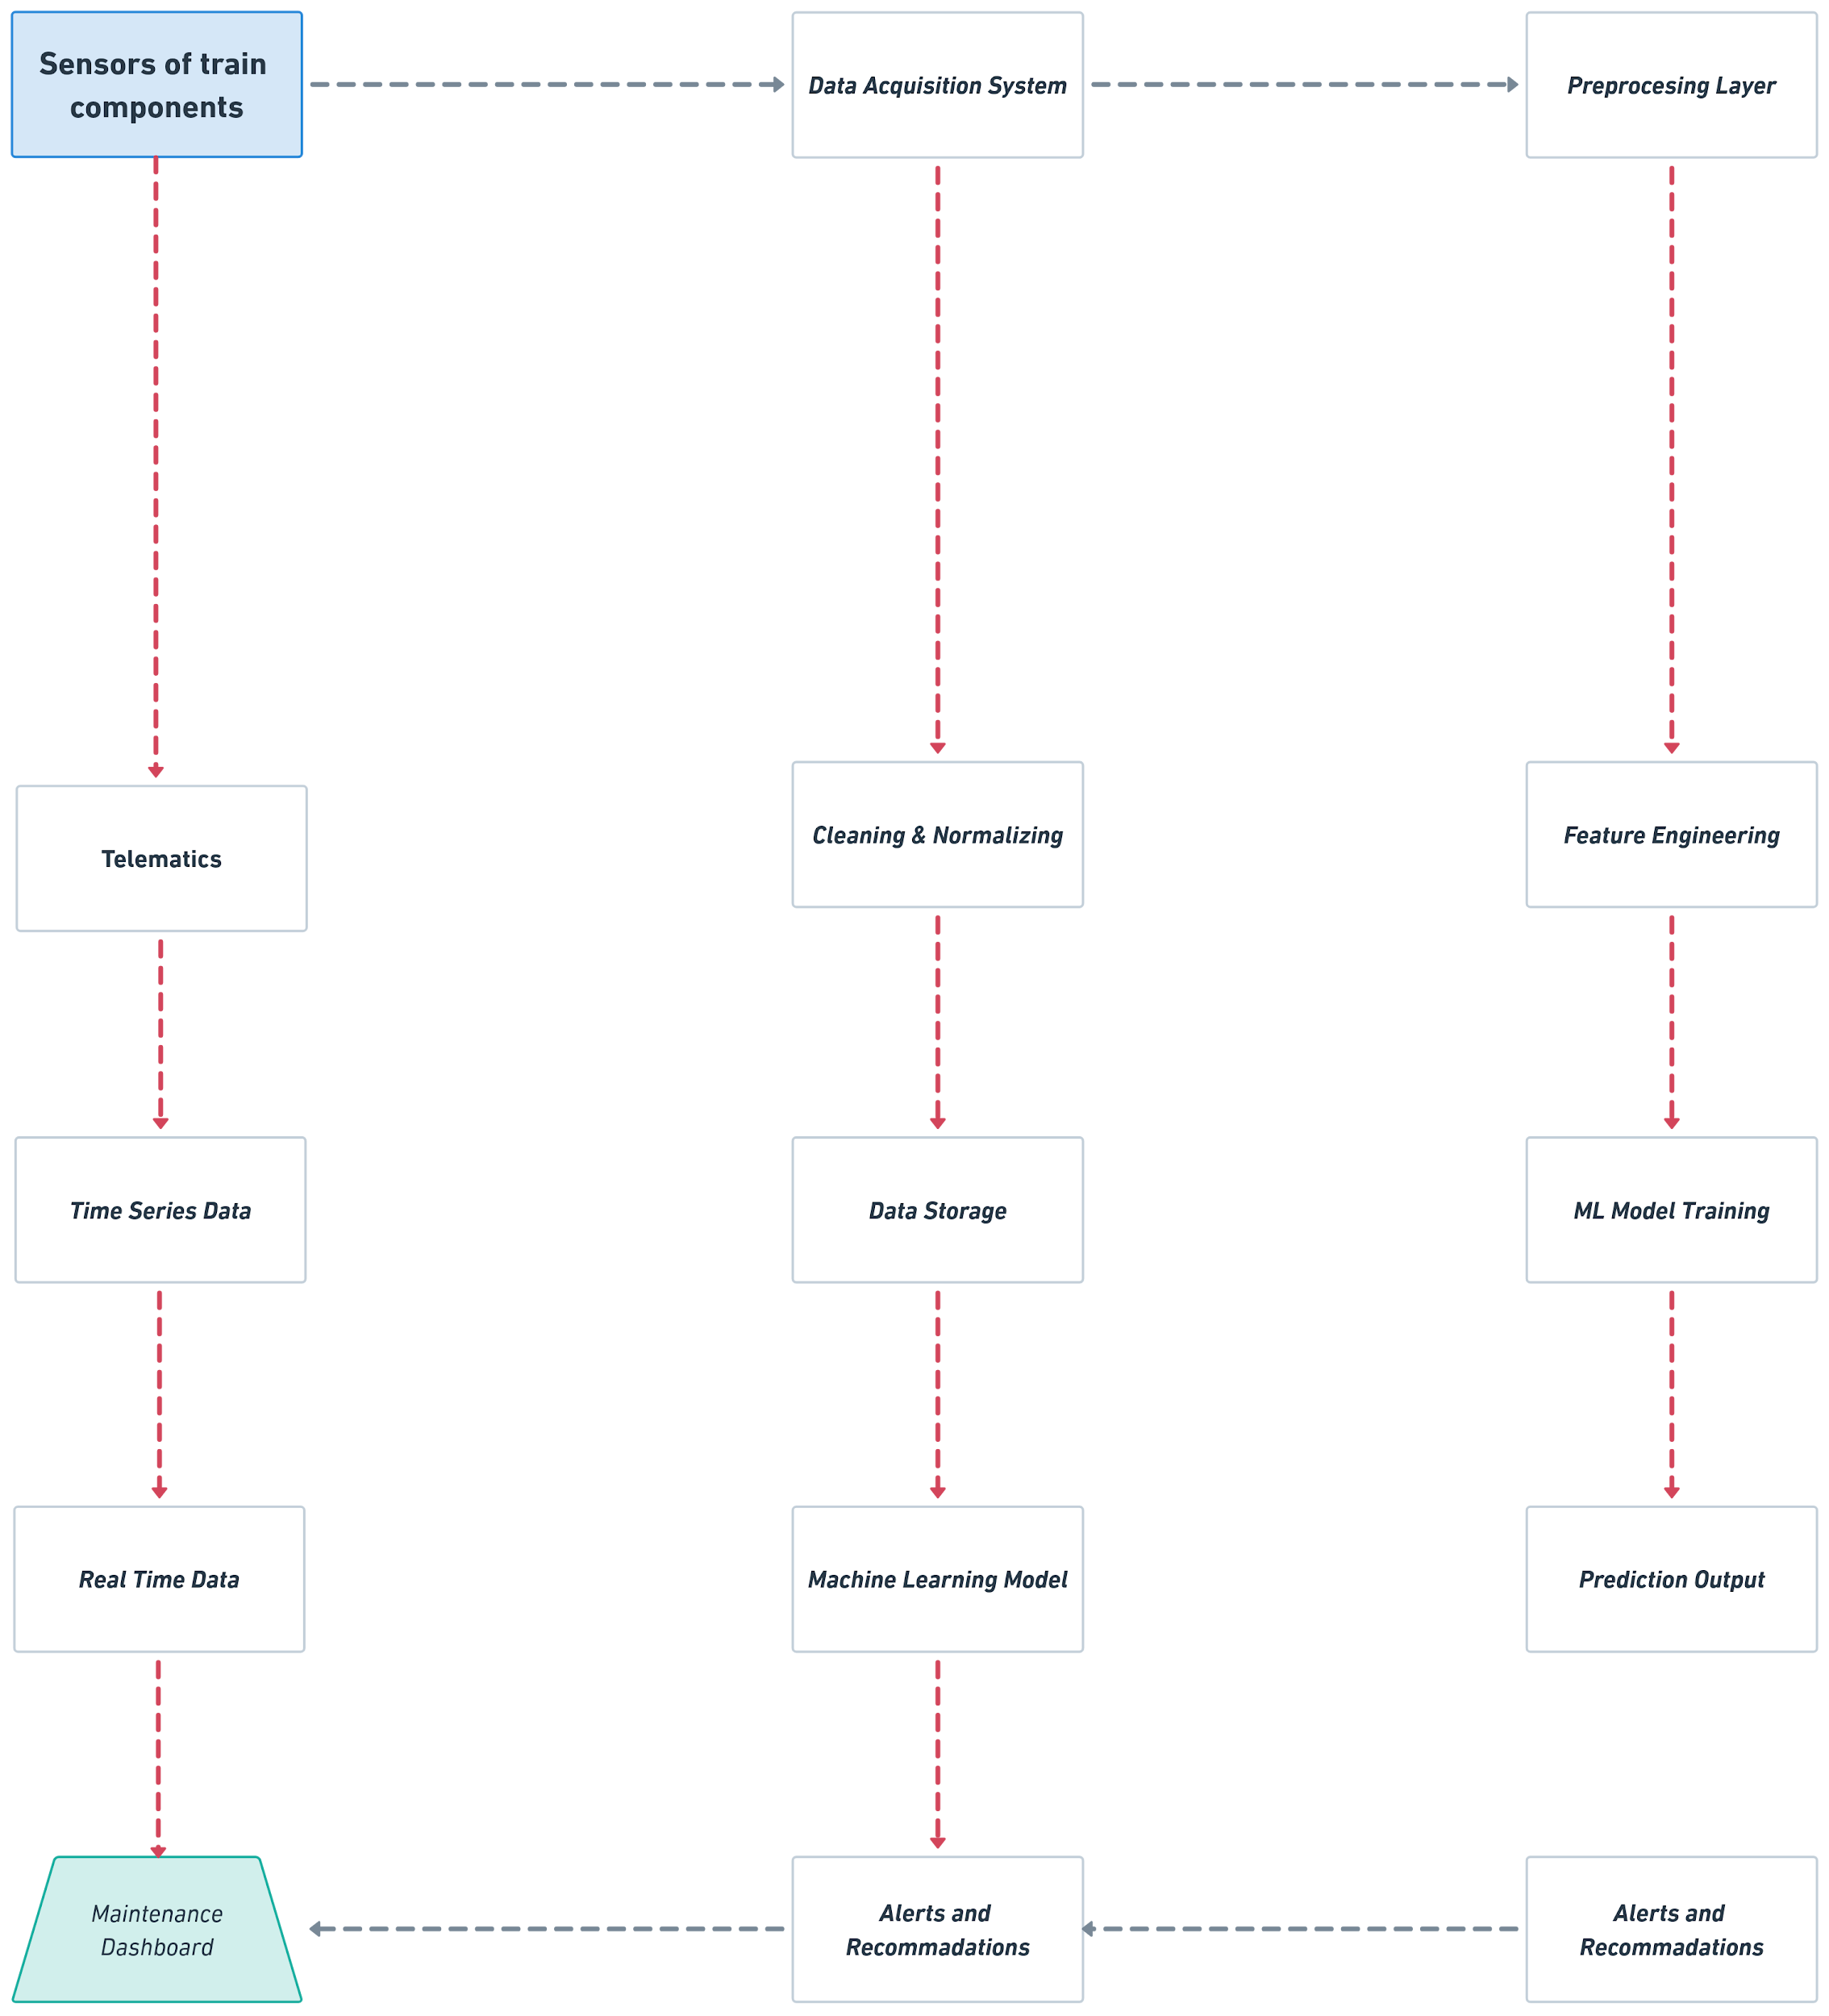 Sensors of train
components
Data Acquisition System
Preprocesing Layer
Telematics
Cleaning & Normalizing
Feature Engineering
Time Series Data
Data Storage
ML Model Training
Real Time Data
Machine Learning Model
Prediction Output
Maintenance
Dashboard
Alerts and
Recommadations
Alerts and
Recommadations